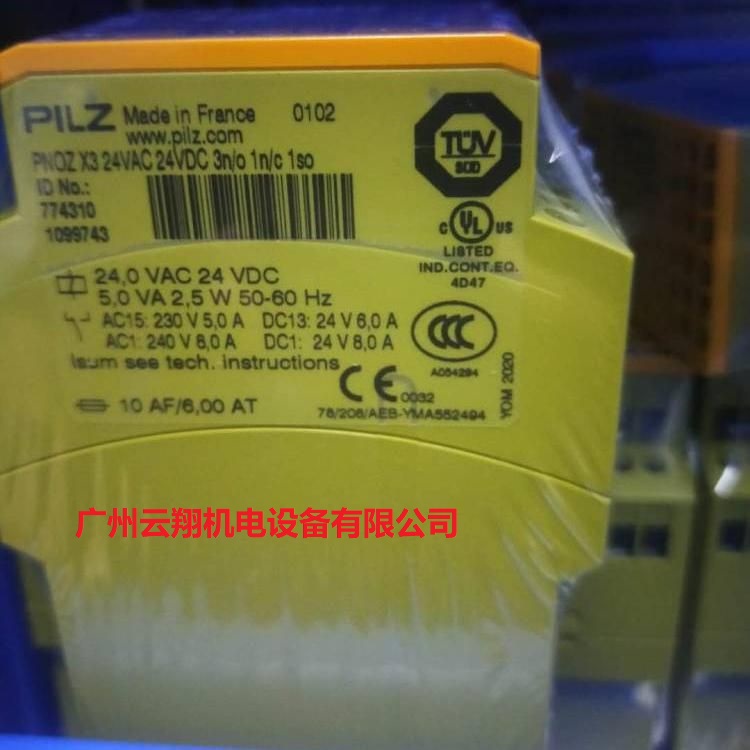 PILZ Made in France 0102
www.pilz.com
PNOZ X3 24VAC 24VDC 3n/o 1n/c 1so
ID No.:
774310
1099743
TÜV
SÜD
C UL US
LISTED
IND.CONT.EQ.
4D47
24,0 VAC 24 VDC
5,0 VA 2,5 W 50-60 Hz
AC15: 230 V 5,0 A DC13: 24 V 6,0 A
AC1: 240 V 8,0 A DC1: 24 V 8,0 A
Isum see tech. instructions
CCC
A054294
CE 0032
10 AF/6,00 AT
78/208/AEB-YMA552494
YOM 2020
广州云翔机电设备有限公司